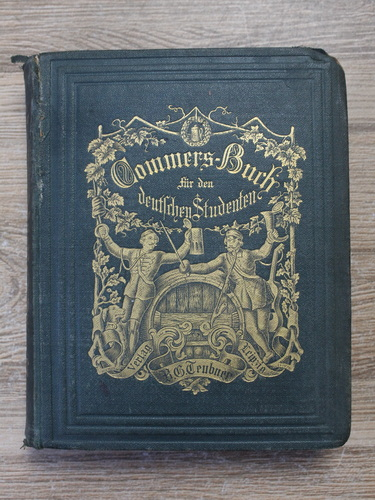 Commers-Buch
für den
deutschen Studenten
Verlag
B.G. Teubner
Leipzig